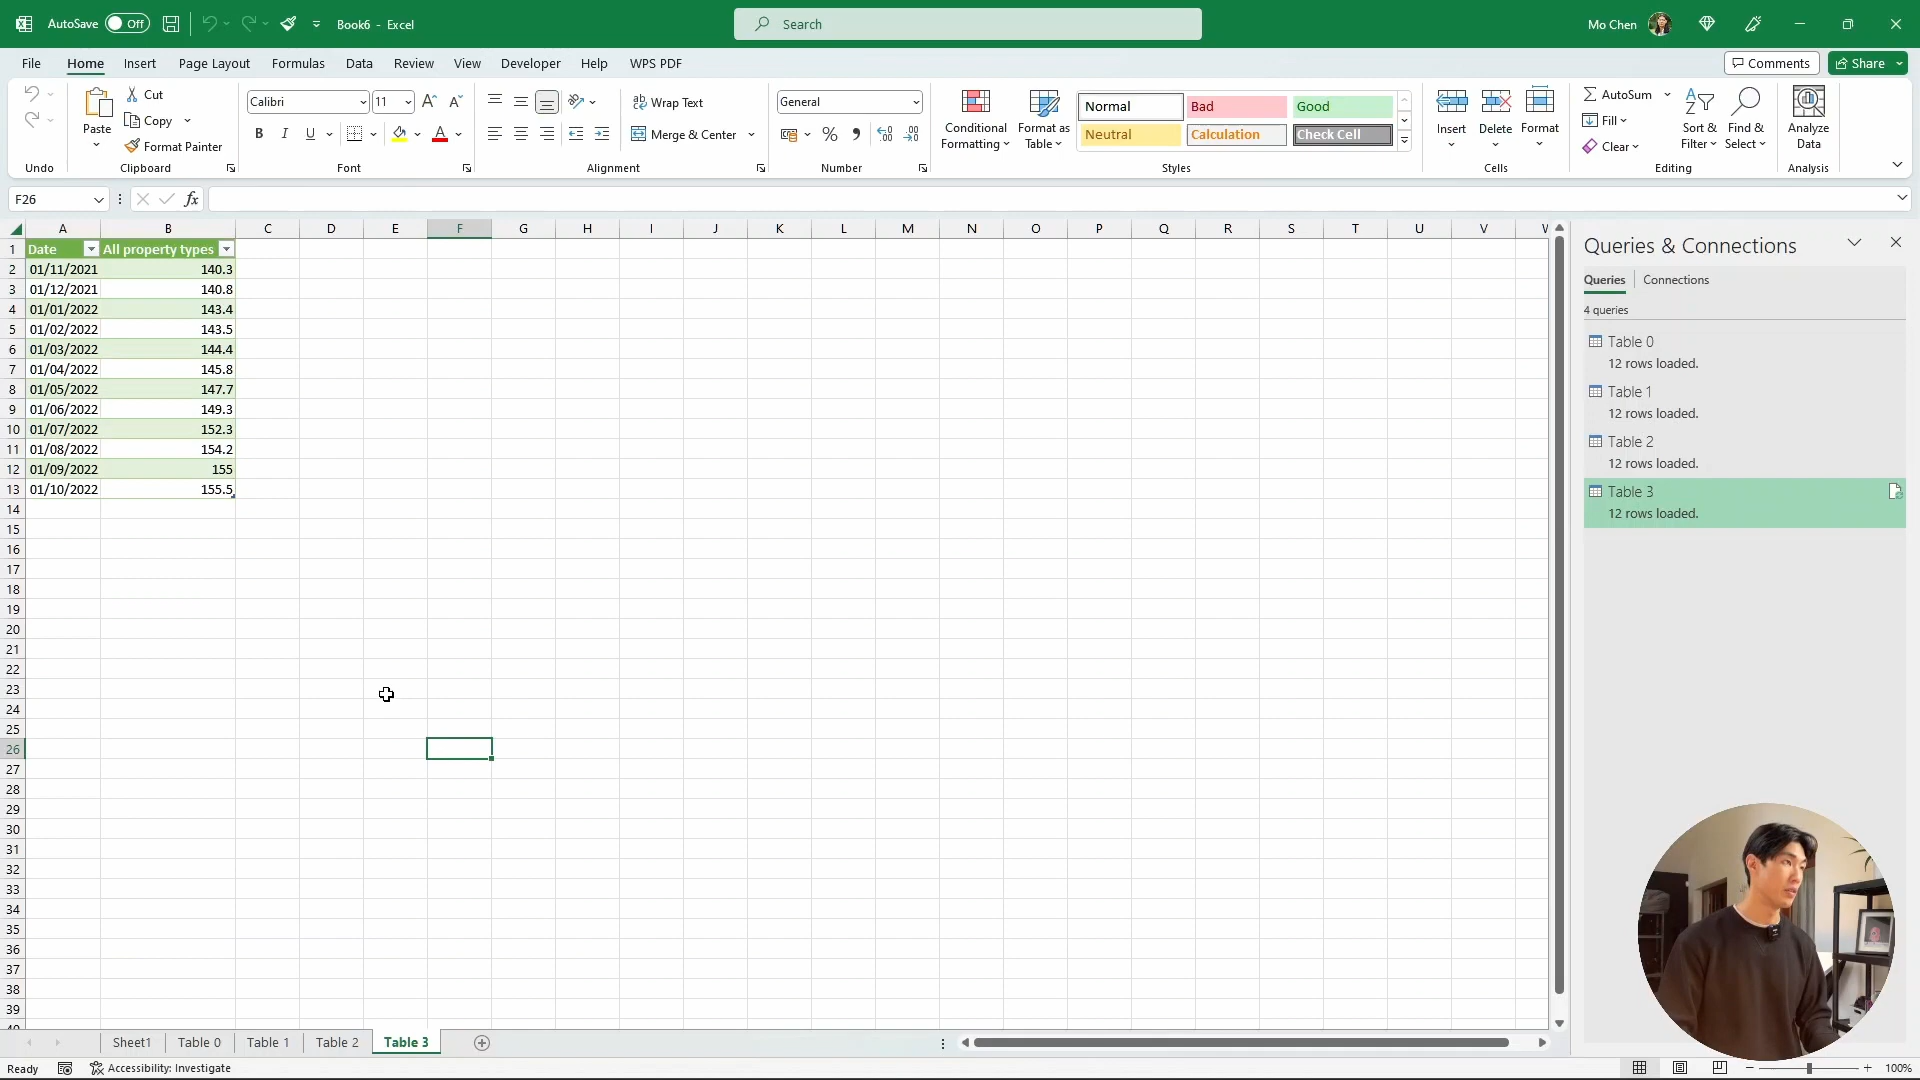 AutoSave Off Book6 - Excel Search Mo Chen
File Home Insert Page Layout Formulas Data Review View Developer Help WPS PDF Comments Share
Paste Cut Copy Format Painter
Calibri 11 B I U
Wrap Text Merge & Center
General % ,
Conditional Formatting Format as Table
Normal Bad Good
Neutral Calculation Check Cell
Insert Delete Format
AutoSum Fill Clear
Sort & Filter Find & Select
Analyze Data
Undo Clipboard Font Alignment Number Styles Cells Editing Analysis
F26 fx
A B C D E F G H I J K L M N O P Q R S T U V
1 Date All property types
2 01/11/2021 140.3
3 01/12/2021 140.8
4 01/01/2022 143.4
5 01/02/2022 143.5
6 01/03/2022 144.4
7 01/04/2022 145.8
8 01/05/2022 147.7
9 01/06/2022 149.3
10 01/07/2022 152.3
11 01/08/2022 154.2
12 01/09/2022 155
13 01/10/2022 155.5
14
15
16
17
18
19
20
21
22
23
24
25
26
27
28
29
30
31
32
33
34
35
36
37
38
39
Queries & Connections
Queries Connections
4 queries
Table 0
12 rows loaded.
Table 1
12 rows loaded.
Table 2
12 rows loaded.
Table 3
12 rows loaded.
Sheet1 Table 0 Table 1 Table 2 Table 3
Ready Accessibility: Investigate 100%